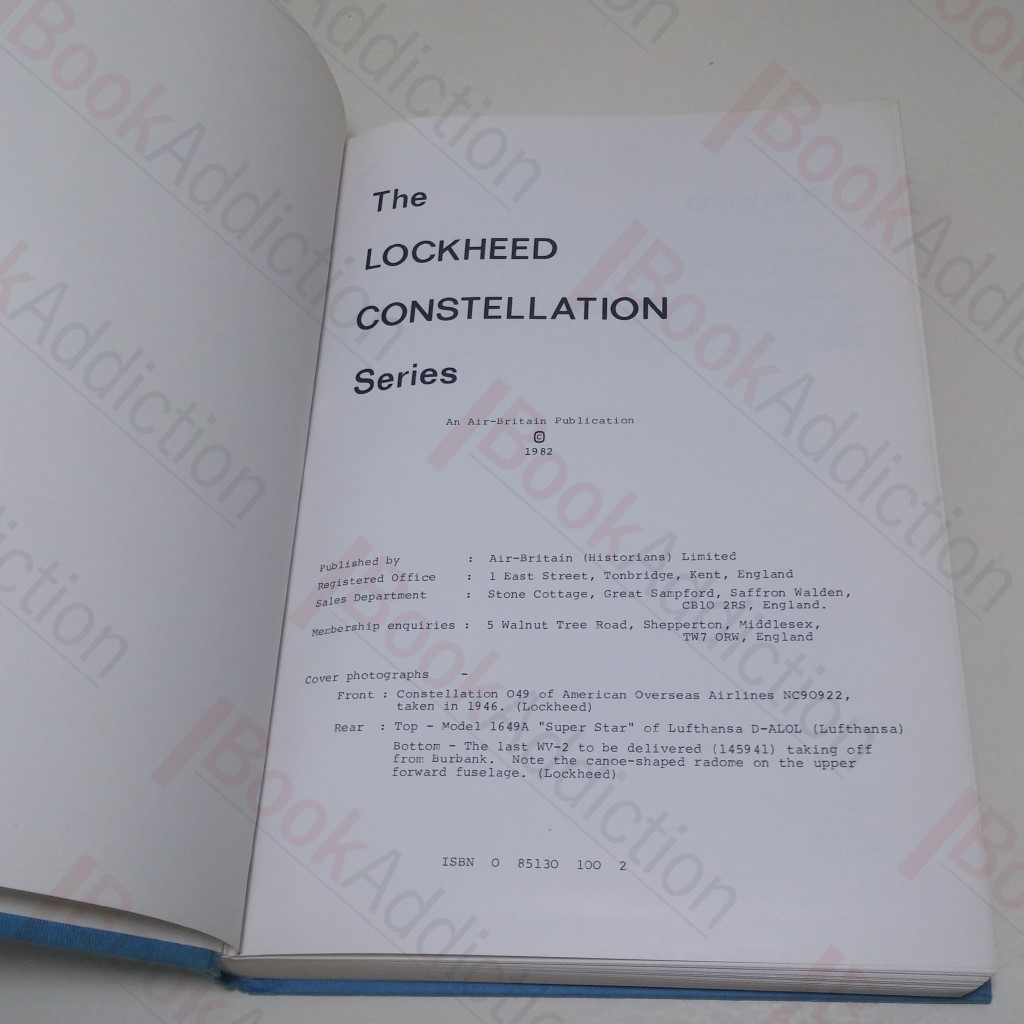 The
LOCKHEED
CONSTELLATION
Series
An Air-Britain Publication
©
1982
Published by : Air-Britain (Historians) Limited
Registered Office : 1 East Street, Tonbridge, Kent, England
Sales Department : Stone Cottage, Great Sampford, Saffron Walden,
CB10 2RS, England.
Membership enquiries : 5 Walnut Tree Road, Shepperton, Middlesex,
TW7 0RW, England
Cover photographs -
Front : Constellation 049 of American Overseas Airlines NC90922,
taken in 1946. (Lockheed)
Rear : Top - Model 1649A "Super Star" of Lufthansa D-ALOL (Lufthansa)
Bottom - The last WV-2 to be delivered (145941) taking off
from Burbank. Note the canoe-shaped radome on the upper
forward fuselage. (Lockheed)
ISBN 0 85130 100 2
BookAddiction